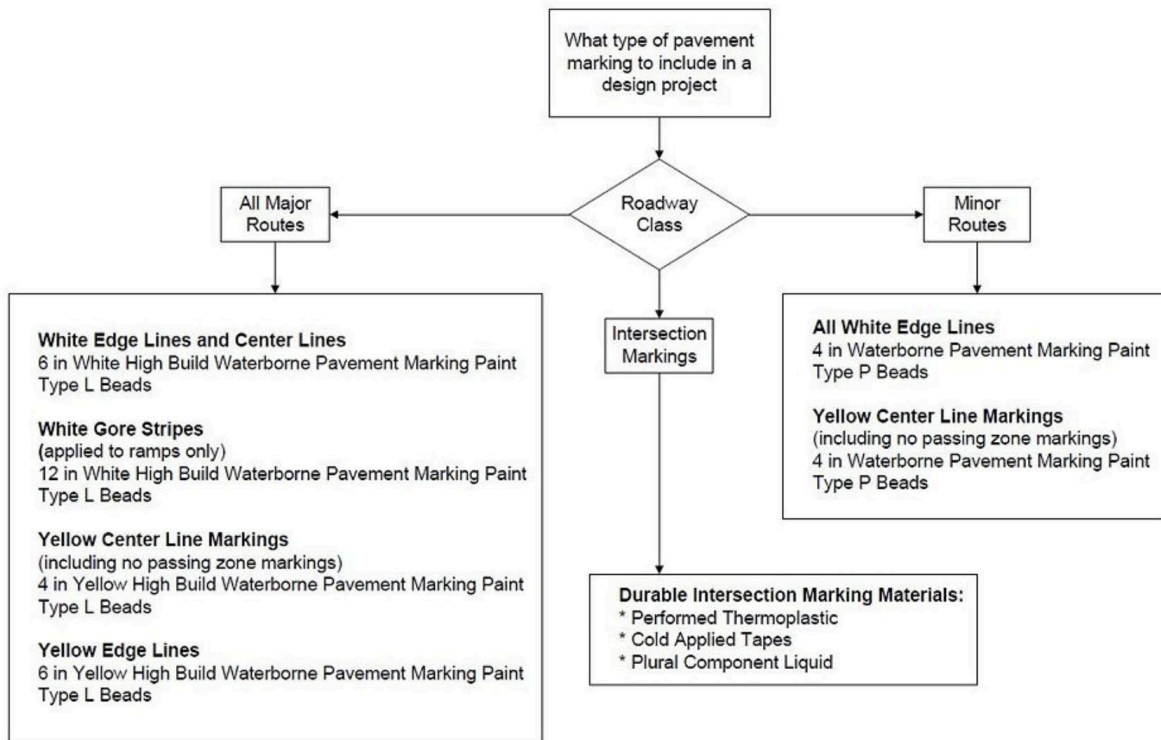 What type of pavement
marking to include in a
design project
Roadway
Class
All Major
Routes
Minor
Routes
Intersection
Markings
White Edge Lines and Center Lines
6 in White High Build Waterborne Pavement Marking Paint
Type L Beads
White Gore Stripes
(applied to ramps only)
12 in White High Build Waterborne Pavement Marking Paint
Type L Beads
Yellow Center Line Markings
(including no passing zone markings)
4 in Yellow High Build Waterborne Pavement Marking Paint
Type L Beads
Yellow Edge Lines
6 in Yellow High Build Waterborne Pavement Marking Paint
Type L Beads
All White Edge Lines
4 in Waterborne Pavement Marking Paint
Type P Beads
Yellow Center Line Markings
(including no passing zone markings)
4 in Waterborne Pavement Marking Paint
Type P Beads
Durable Intersection Marking Materials:
* Performed Thermoplastic
* Cold Applied Tapes
* Plural Component Liquid